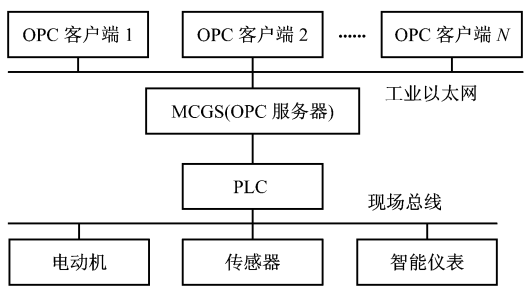 OPC 客户端 1
OPC 客户端 2
......
OPC 客户端 N
工业以太网
MCGS(OPC 服务器)
PLC
现场总线
电动机
传感器
智能仪表